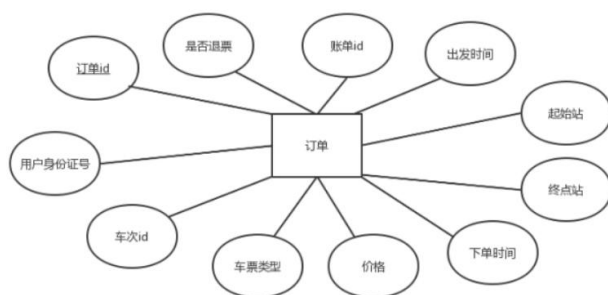 是否退票
账单id
出发时间
订单id
起始站
订单
用户身份证号
终点站
车次id
下单时间
车票类型
价格